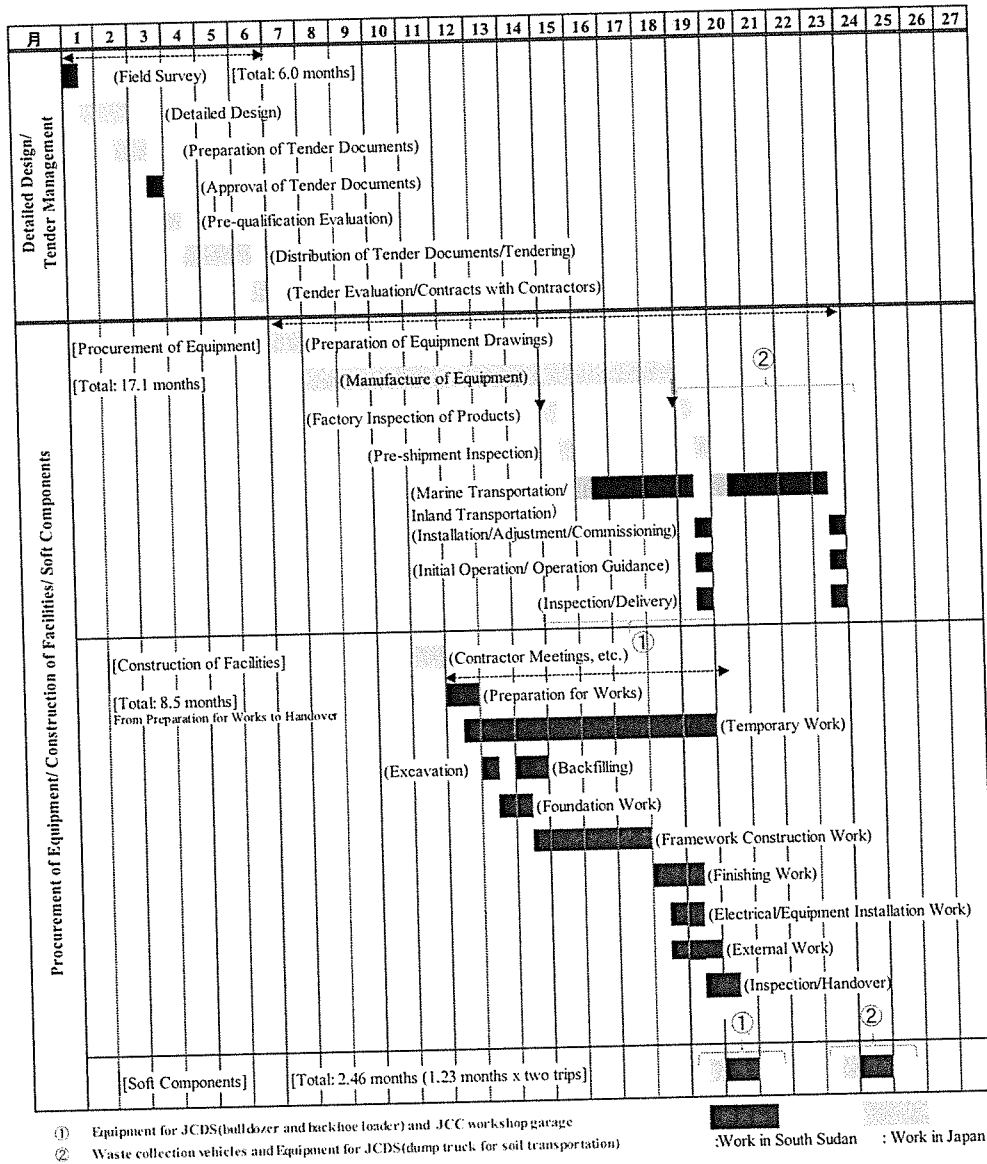 月 1 2 3 4 5 6 7 8 9 10 11 12 13 14 15 16 17 18 19 20 21 22 23 24 25 26 27
Detailed Design/
Tender Management
(Field Survey) [Total: 6.0 months]
(Detailed Design)
(Preparation of Tender Documents)
(Approval of Tender Documents)
(Pre-qualification Evaluation)
(Distribution of Tender Documents/Tendering)
(Tender Evaluation/Contracts with Contractors)
Procurement of Equipment/ Construction of Facilities/ Soft Components
[Procurement of Equipment] (Preparation of Equipment Drawings)
②
[Total: 17.1 months] (Manufacture of Equipment)
(Factory Inspection of Products)
(Pre-shipment Inspection)
(Marine Transportation/
Inland Transportation)
(Installation/Adjustment/Commissioning)
(Initial Operation/ Operation Guidance)
(Inspection/Delivery)
①
[Construction of Facilities] (Contractor Meetings, etc.)
[Total: 8.5 months] (Preparation for Works)
From Preparation for Works to Handover
(Temporary Work)
(Excavation) (Backfilling)
(Foundation Work)
(Framework Construction Work)
(Finishing Work)
(Electrical/Equipment Installation Work)
(External Work)
(Inspection/Handover)
① ②
[Soft Components] [Total: 2.46 months (1.23 months x two trips]
① Equipment for JCDS(bulldozer and backhoe loader) and JCC workshop garage
② Waste collection vehicles and Equipment for JCDS(dump truck for soil transportation)
:Work in South Sudan : Work in Japan